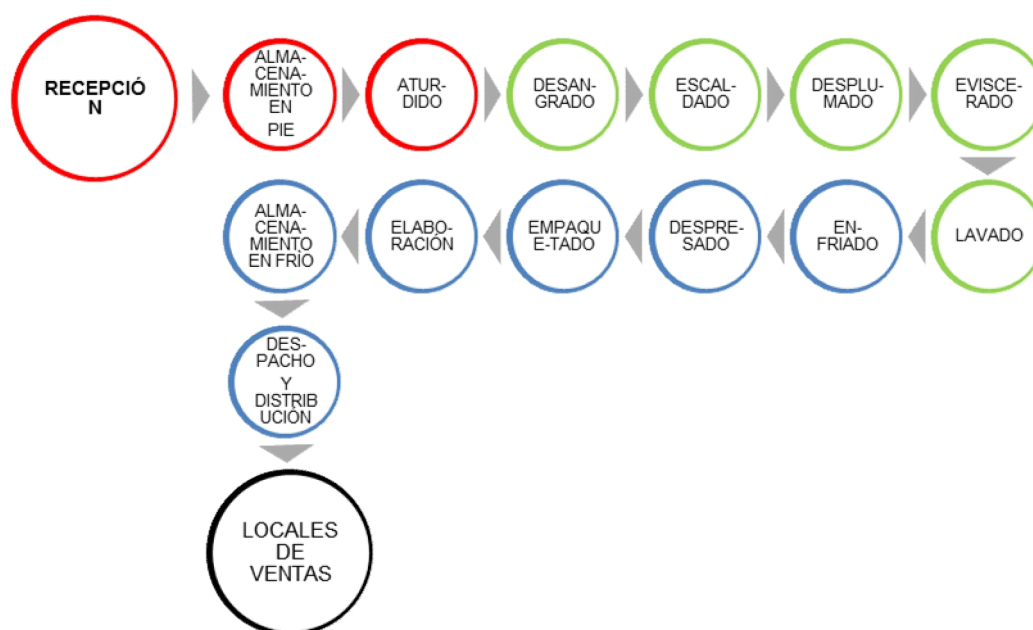 RECEPCIÓ
N
ALMA-
CENA-
MIENTO
EN
PIE
ATUR-
DIDO
DESAN-
GRADO
ESCAL-
DADO
DESPLU-
MADO
EVISCE-
RADO
LAVADO
EN-
FRIADO
DESPRE-
SADO
EMPAQU
E-TADO
ELABO-
RACIÓN
ALMA-
CENA-
MIENTO
EN FRÍO
DES-
PACHO
Y
DISTRIB
UCIÓN
LOCALES
DE
VENTAS